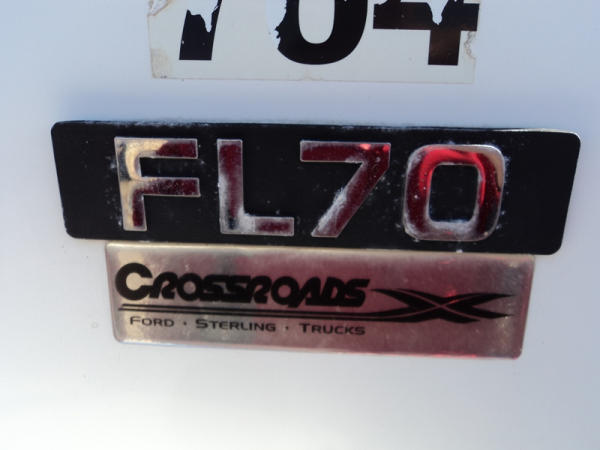 704
FL70
CROSSROADS
FORD · STERLING · TRUCKS